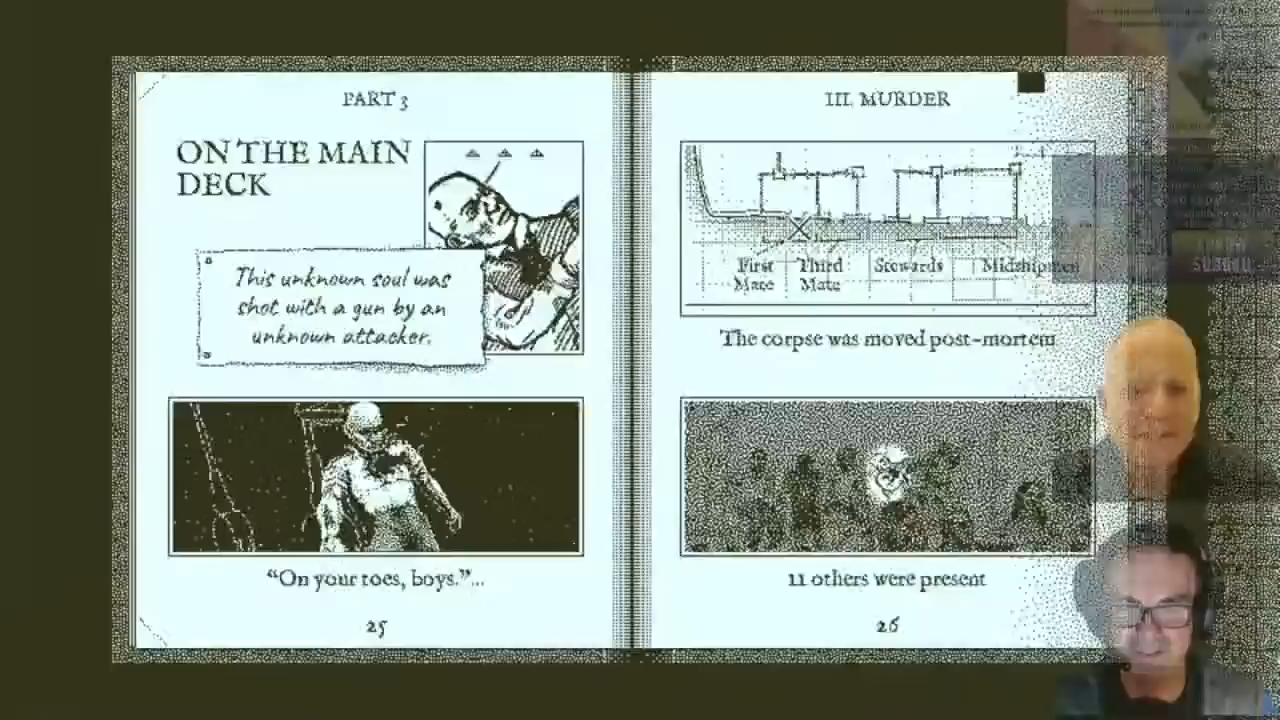 PART 3
ON THE MAIN
DECK
This unknown soul was
shot with a gun by an
unknown attacker.
"On your toes, boys."...
25
III. MURDER
First Third Stewards Midshipmen
Mate Mate
The corpse was moved post-mortem
11 others were present
26